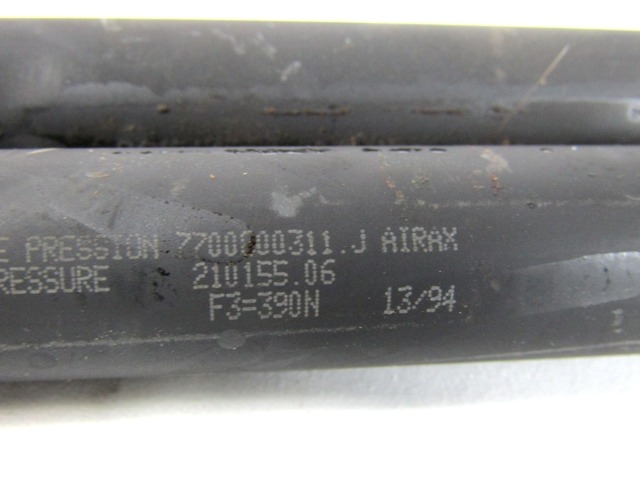 E PRESSION 7700800311.J AIRAX
RESSURE 210155.06
F3=390N 13/94